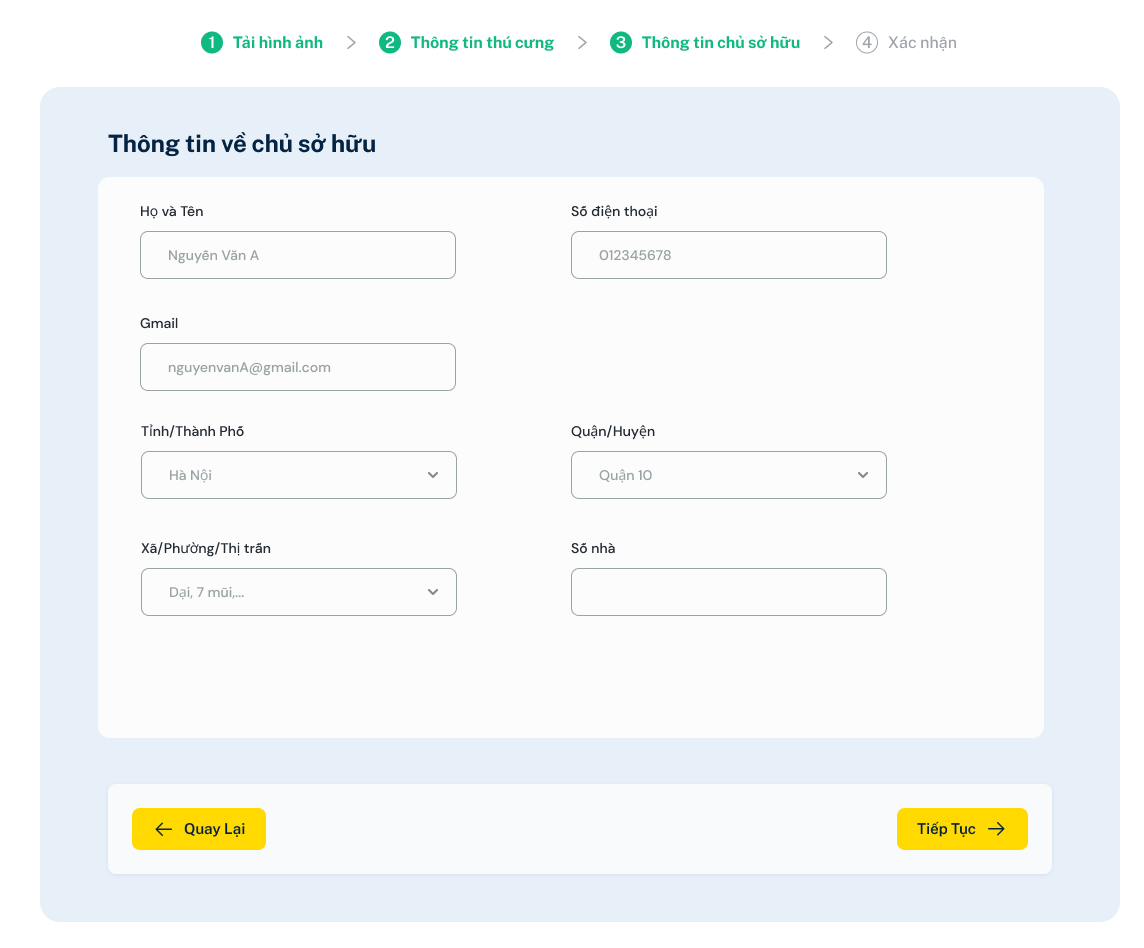 1 Tải hình ảnh > 2 Thông tin thú cưng > 3 Thông tin chủ sở hữu > 4 Xác nhận
Thông tin về chủ sở hữu
Họ và Tên
Số điện thoại
Nguyễn Văn A
012345678
Gmail
nguyenvanA@gmail.com
Tỉnh/Thành Phố
Quận/Huyện
Hà Nội
Quận 10
Xã/Phường/Thị trấn
Số nhà
Dại, 7 mũi,...
← Quay Lại
Tiếp Tục →